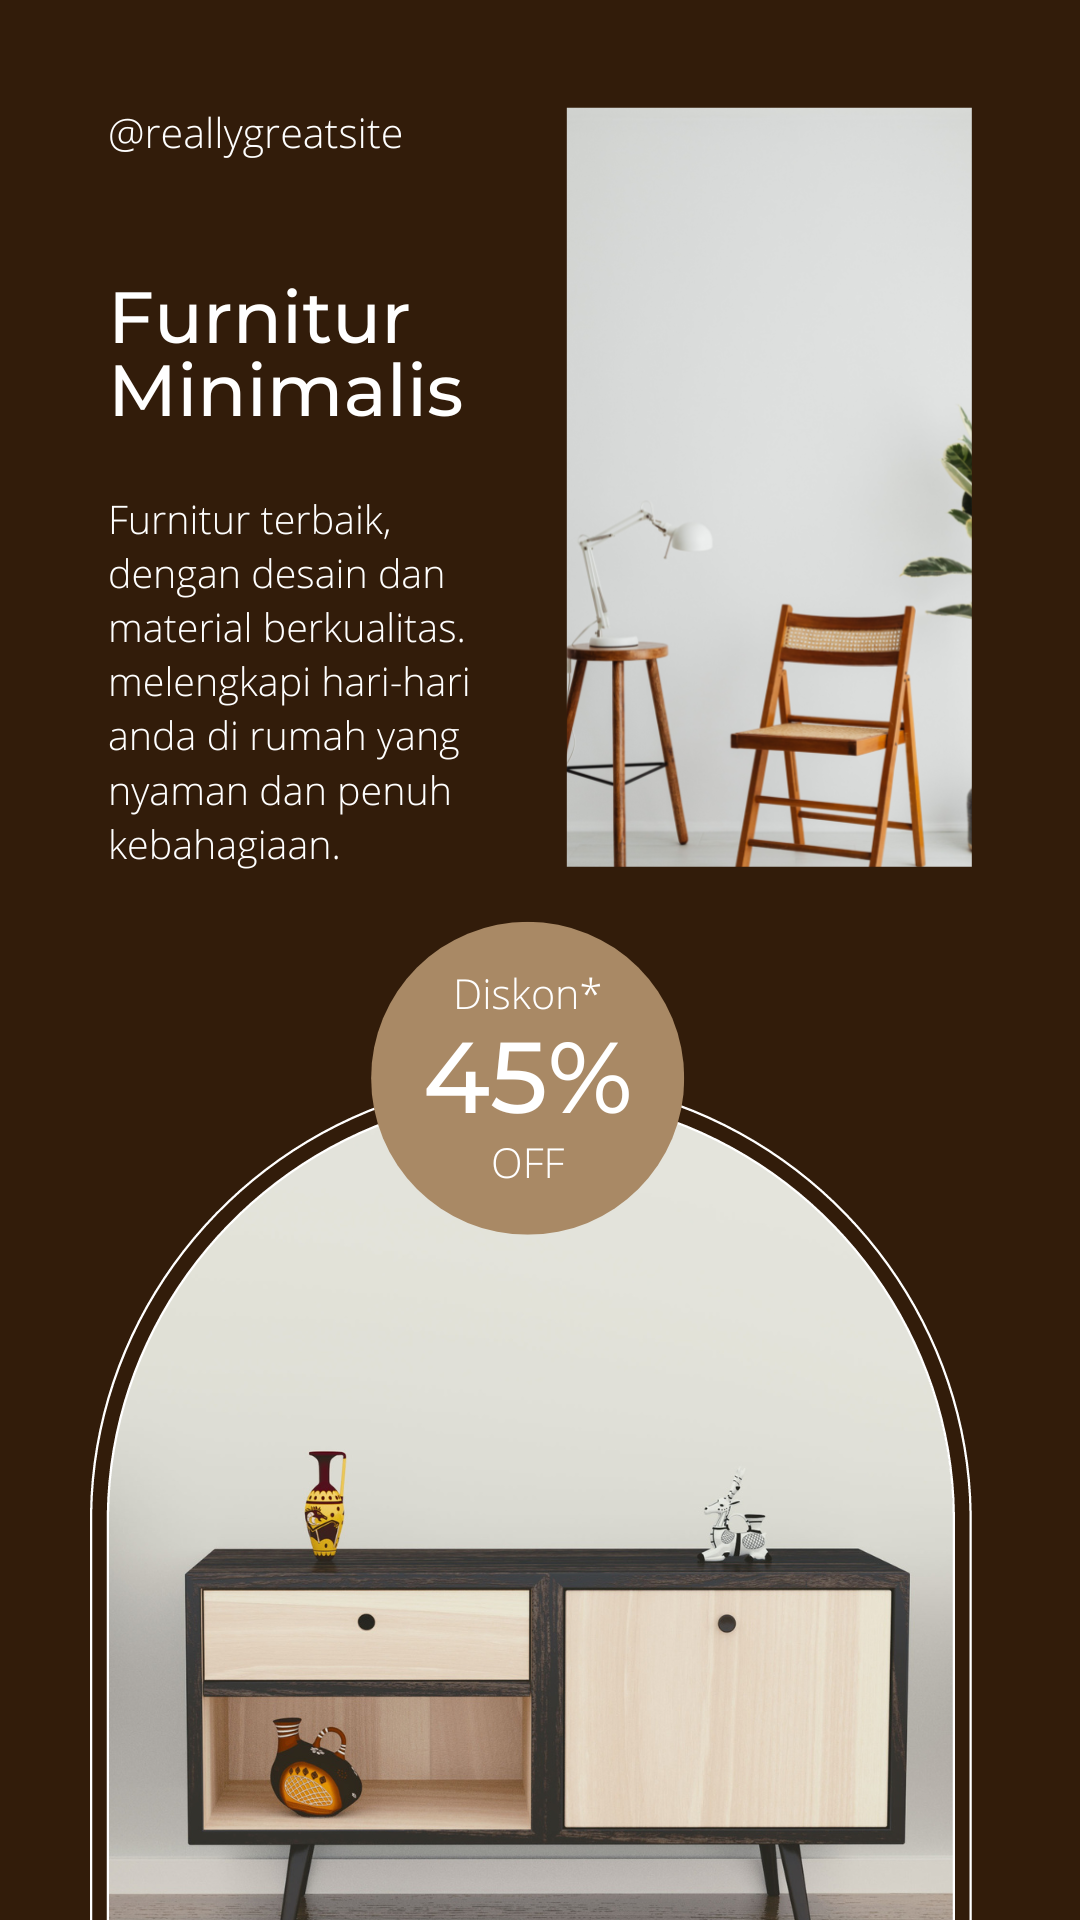 @reallygreatsite
Furnitur
Minimalis
Furnitur terbaik,
dengan desain dan
material berkualitas.
melengkapi hari-hari
anda di rumah yang
nyaman dan penuh
kebahagiaan.
Diskon*
45%
OFF